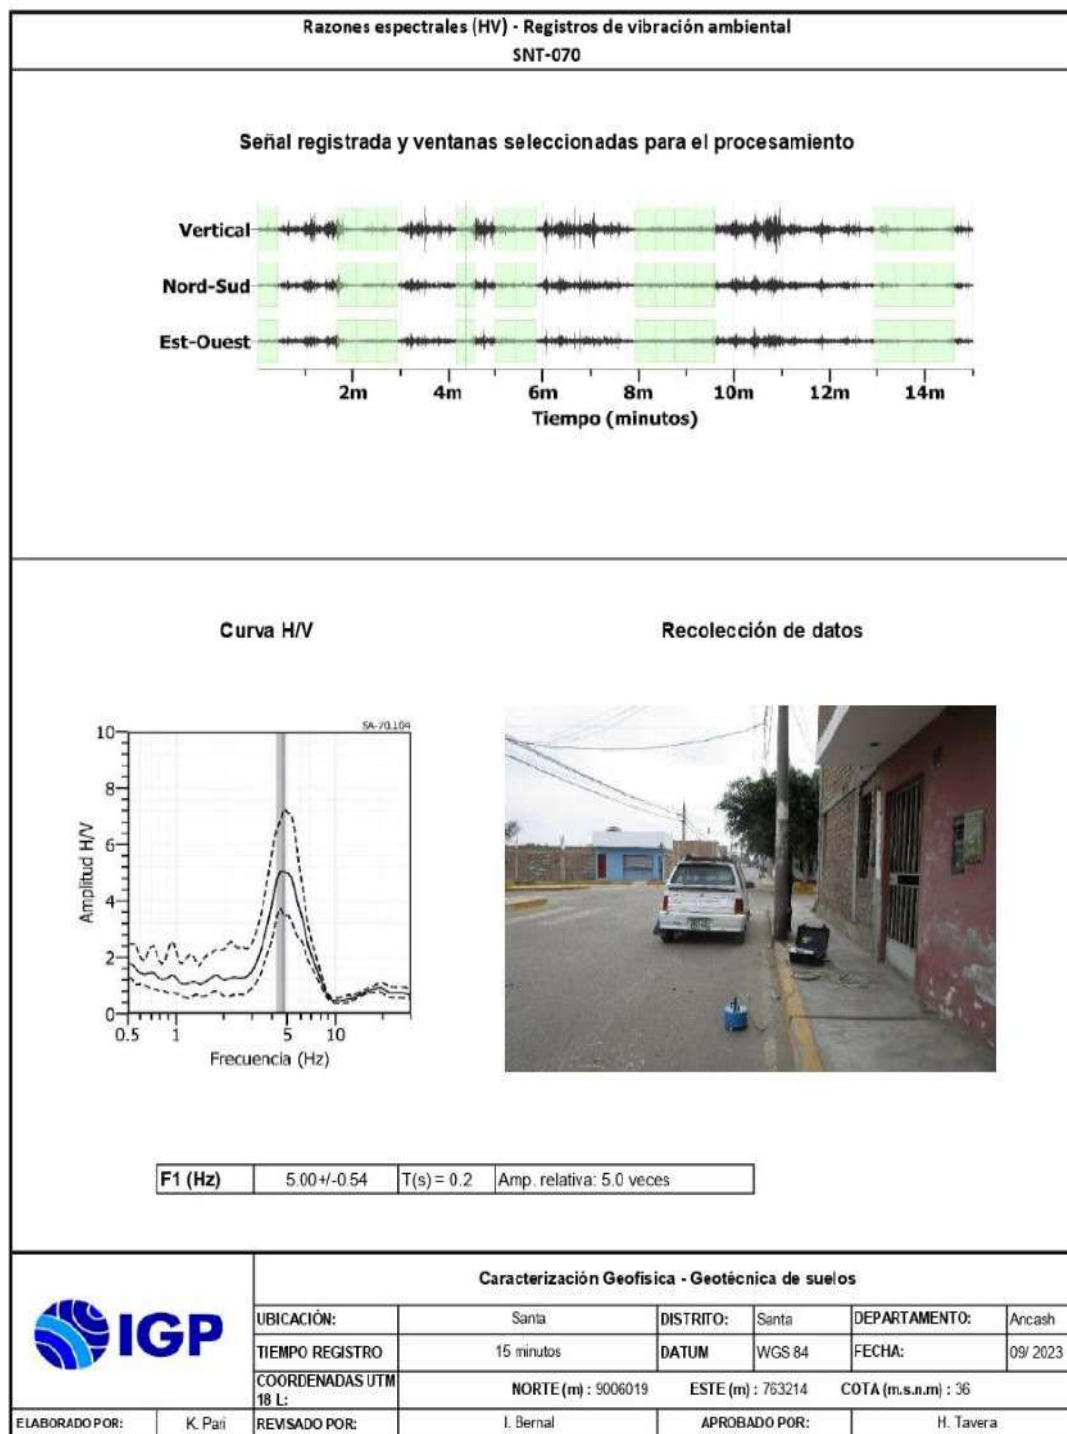 Razones espectrales (HV) - Registros de vibración ambiental
SNT-070
Señal registrada y ventanas seleccionadas para el procesamiento
Vertical
Nord-Sud
Est-Ouest
2m 4m 6m 8m 10m 12m 14m
Tiempo (minutos)
Curva H/V
Recolección de datos
SA-70.104
10
8
6
4
2
0
Amplitud H/V
0.5 1 5 10
Frecuencia (Hz)
F1 (Hz) 5.00+/-0.54 T(s) = 0.2 Amp. relativa: 5.0 veces
IGP
Caracterización Geofísica - Geotécnica de suelos
UBICACIÓN: Santa DISTRITO: Santa DEPARTAMENTO: Ancash
TIEMPO REGISTRO 15 minutos DATUM WGS 84 FECHA: 09/ 2023
COORDENADAS UTM
18 L: NORTE (m) : 9006019 ESTE (m) : 763214 COTA (m.s.n.m) : 36
ELABORADO POR: K. Pari REVISADO POR: I. Bernal APROBADO POR: H. Tavera